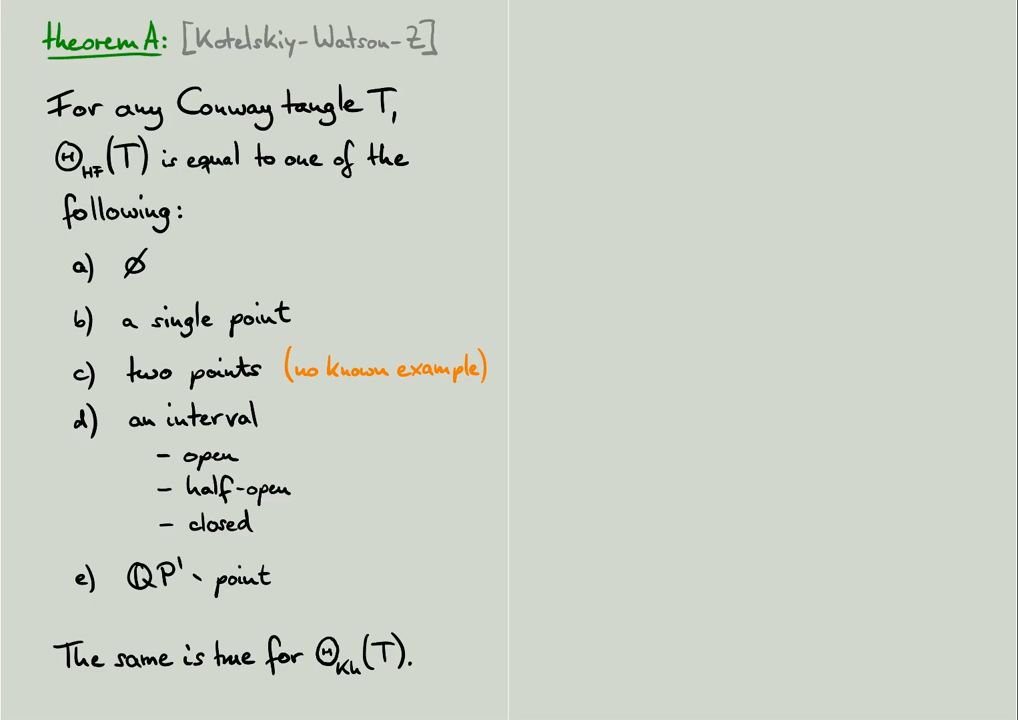 theorem A: [Kotelskiy-Watson-Z]
For any Conway tangle T,
Θ_HF(T) is equal to one of the
following:
a) ∅
b) a single point
c) two points (no known example)
d) an interval
- open
- half-open
- closed
e) ℚP¹ \ point
The same is true for Θ_Kh(T).